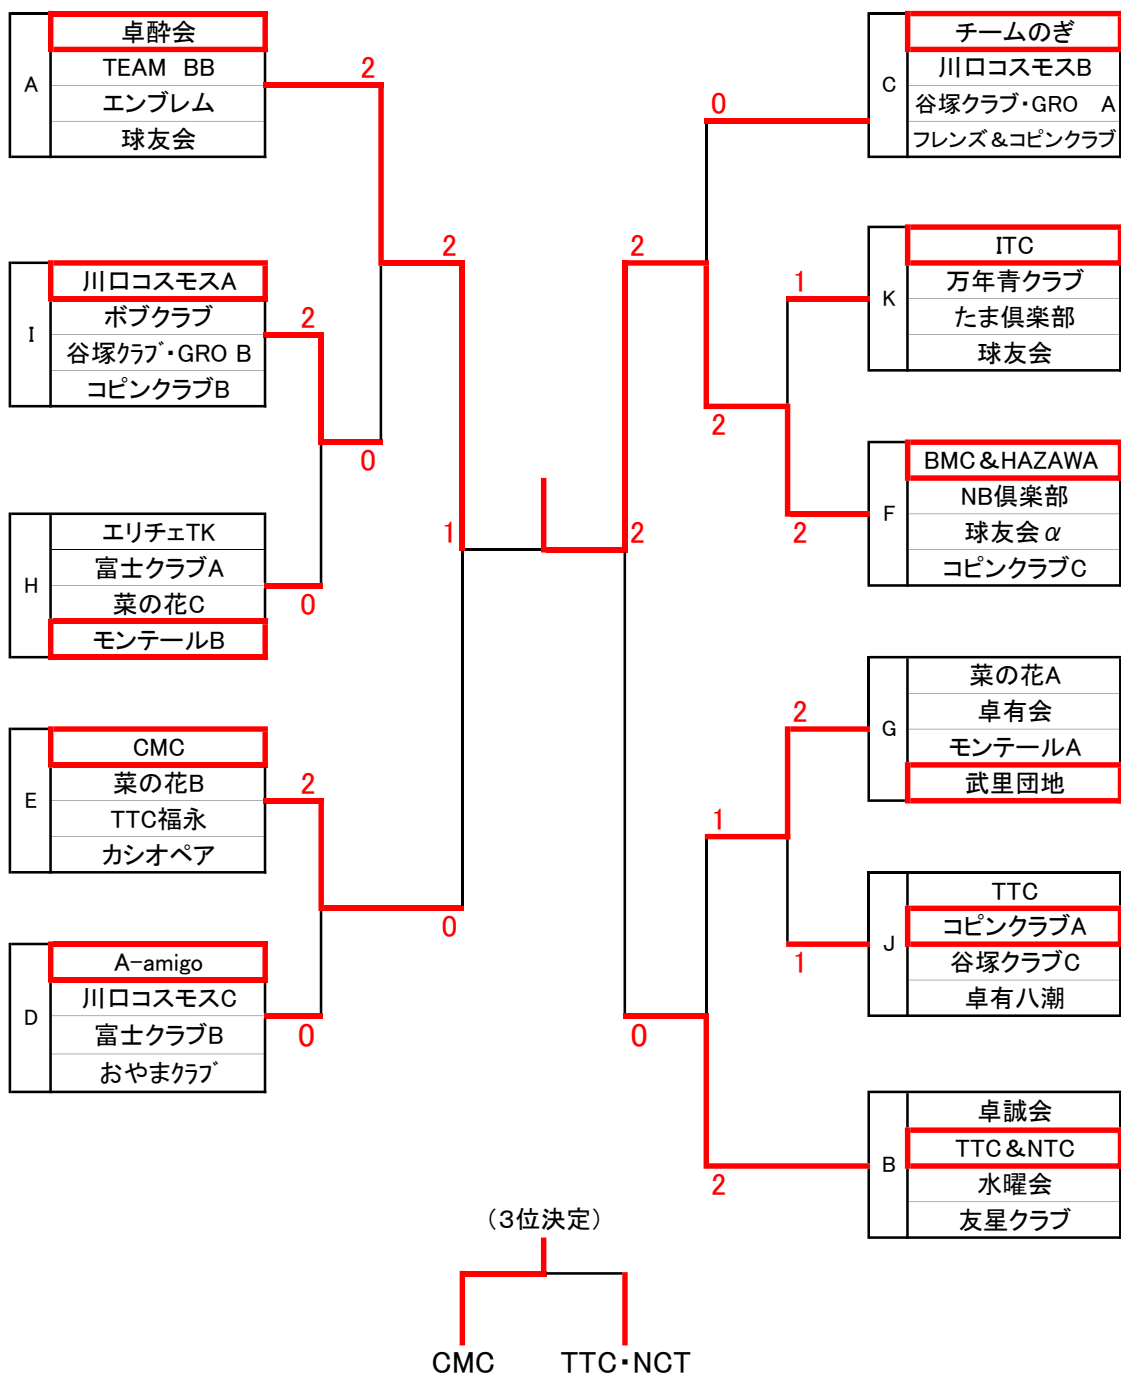 A
卓酔会
TEAM BB
エンブレム
球友会
2
I
川口コスモスA
ボブクラブ
谷塚ｸﾗﾌﾞ・GRO B
コピンクラブB
2
2
0
H
エリチェTK
富士クラブA
菜の花C
モンテールB
0
1
E
CMC
菜の花B
TTC福永
カシオペア
2
0
D
A-amigo
川口コスモスC
富士クラブB
おやまｸﾗﾌﾞ
0
C
チームのぎ
川口コスモスB
谷塚クラブ・GRO A
フレンズ＆コピンクラブ
0
2
K
ITC
万年青クラブ
たま倶楽部
球友会
1
2
F
BMC＆HAZAWA
NB倶楽部
球友会α
コピンクラブC
2
2
G
菜の花A
卓有会
モンテールA
武里団地
2
1
J
TTC
コピンクラブA
谷塚クラブC
卓有八潮
1
0
B
卓誠会
TTC＆NTC
水曜会
友星クラブ
2
（3位決定）
CMC TTC・NCT